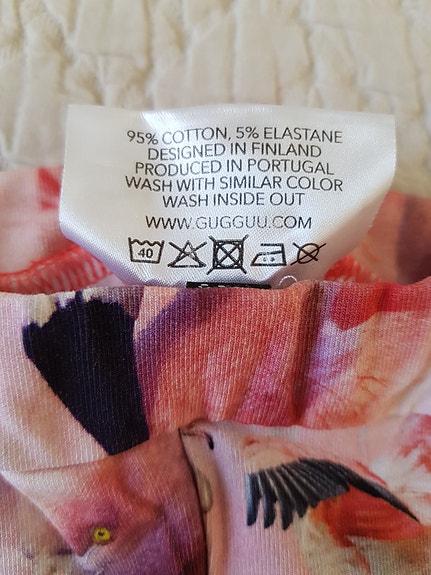 95% COTTON, 5% ELASTANE
DESIGNED IN FINLAND
PRODUCED IN PORTUGAL
WASH WITH SIMILAR COLOR
WASH INSIDE OUT
WWW.GUGGUU.COM
40